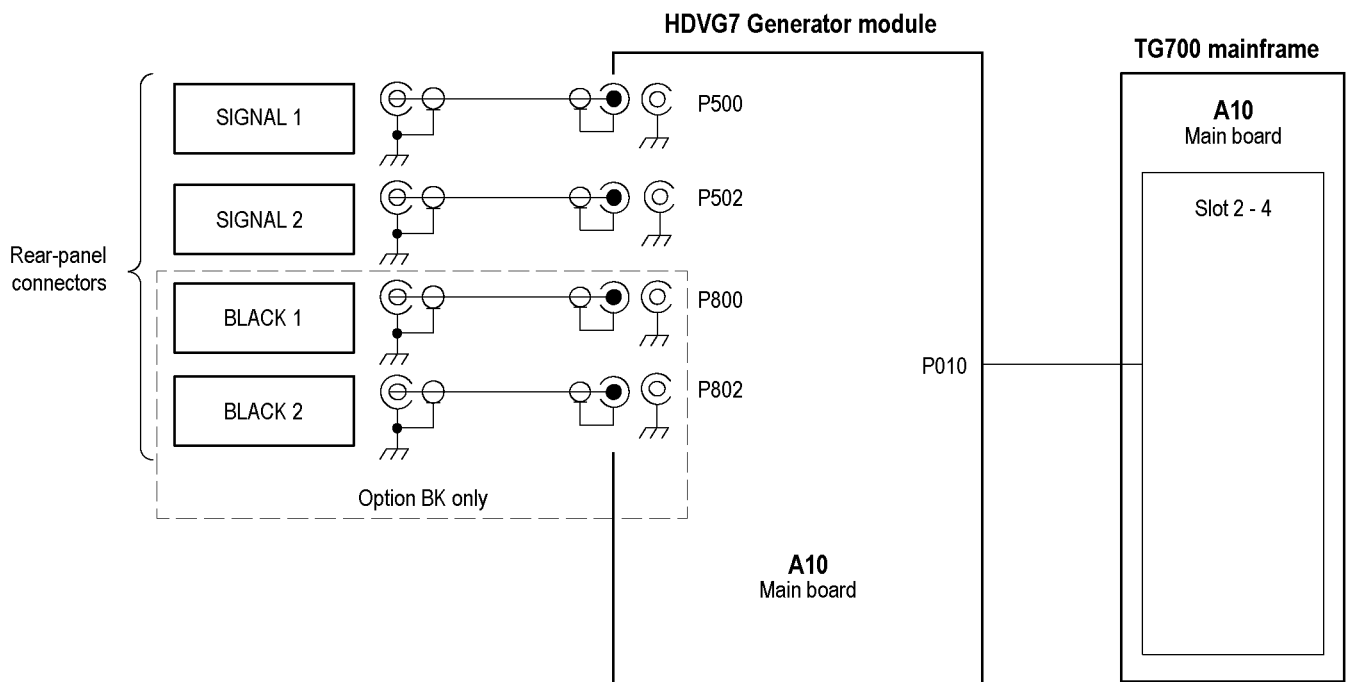 HDVG7 Generator module
TG700 mainframe
Rear-panel
connectors
SIGNAL 1
P500
SIGNAL 2
P502
BLACK 1
P800
BLACK 2
P802
Option BK only
P010
A10
Main board
A10
Main board
Slot 2 - 4